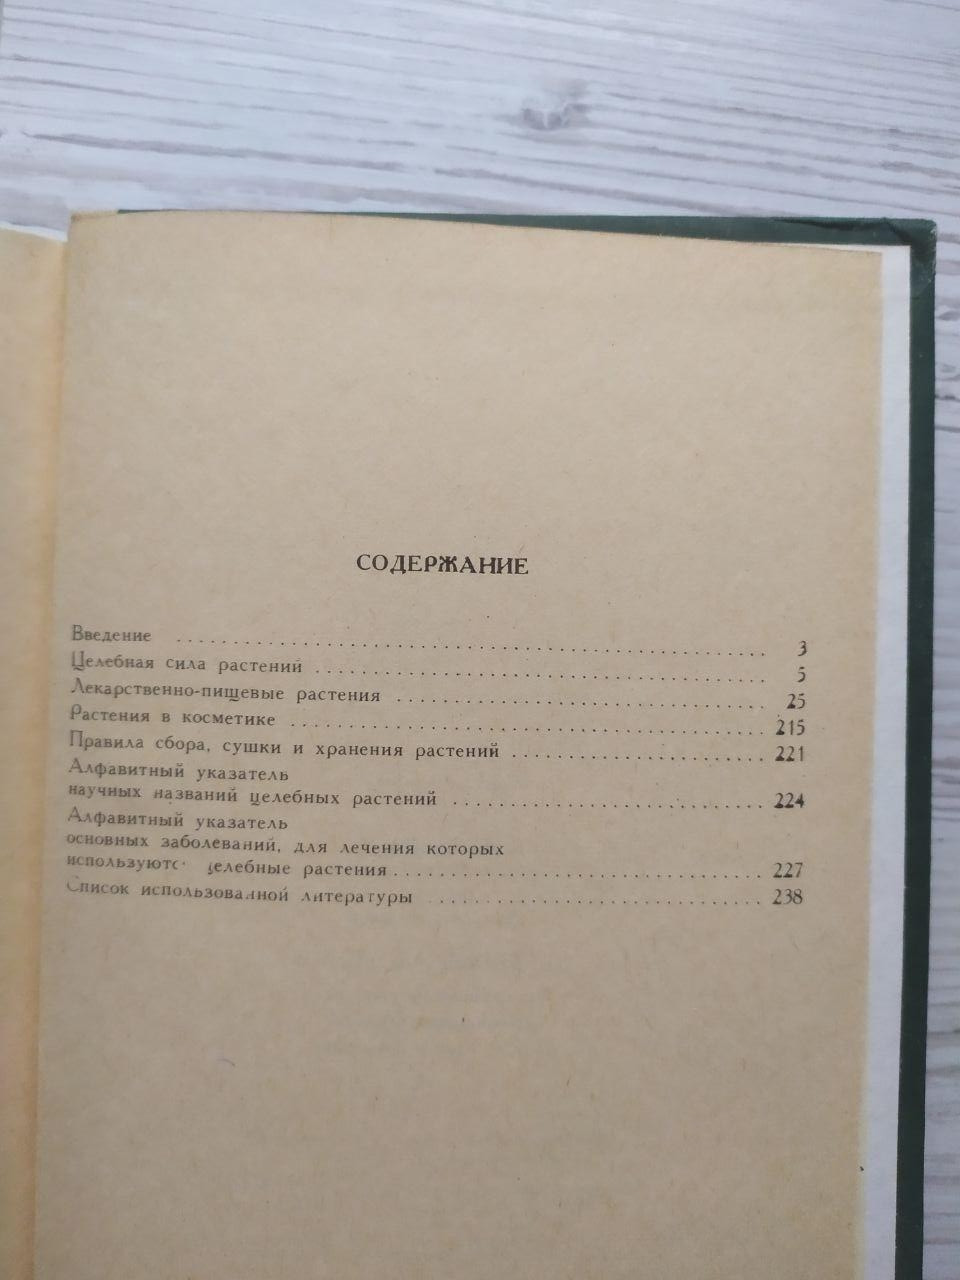 СОДЕРЖАНИЕ
Введение . . . . . . . . . . . . . . . . . . . . . . . . . . . . . . . . . . . . . . . . 3
Целебная сила растений . . . . . . . . . . . . . . . . . . . . . . . . . . . . . . 5
Лекарственно-пищевые растения . . . . . . . . . . . . . . . . . . . . . . . . 25
Растения в косметике . . . . . . . . . . . . . . . . . . . . . . . . . . . . . . . 215
Правила сбора, сушки и хранения растений . . . . . . . . . . . . . . . . 221
Алфавитный указатель
научных названий целебных растений . . . . . . . . . . . . . . . . . . . . 224
Алфавитный указатель
основных заболеваний, для лечения которых
используютс целебные растения . . . . . . . . . . . . . . . . . . . . . . . . 227
Список использованной литературы . . . . . . . . . . . . . . . . . . . . . 238